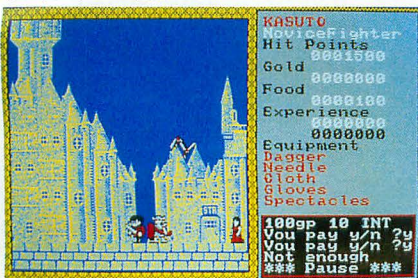 KASUTO
NoviceFighter
Hit Points
0001500
Gold
0000000
Food
0000100
Experience
0000000
0000000
Equipment
Dagger
Needle
Cloth
Gloves
Spectacles
100gp 10 INT
You pay y/n ?y
You pay y/n ?y
Not enough
*** Pause ***